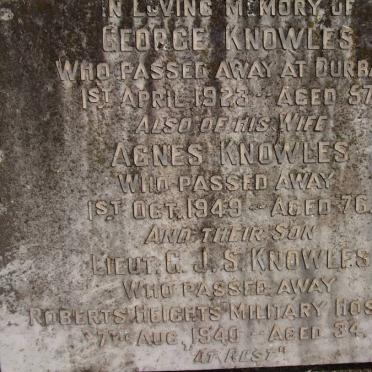 IN LOVING MEMORY OF
GEORGE KNOWLES
WHO PASSED AWAY AT DURBA
1ST APRIL 1923 - AGED 57
ALSO OF HIS WIFE
AGNES KNOWLES
WHO PASSED AWAY
1ST OCT. 1949 - AGED 76.
AND THEIR SON
LIEUT. G. J. S. KNOWLES
WHO PASSED AWAY
ROBERTS HEIGHTS MILITARY HOS
7TH AUG. 1940 - AGED 34.
"AT REST"